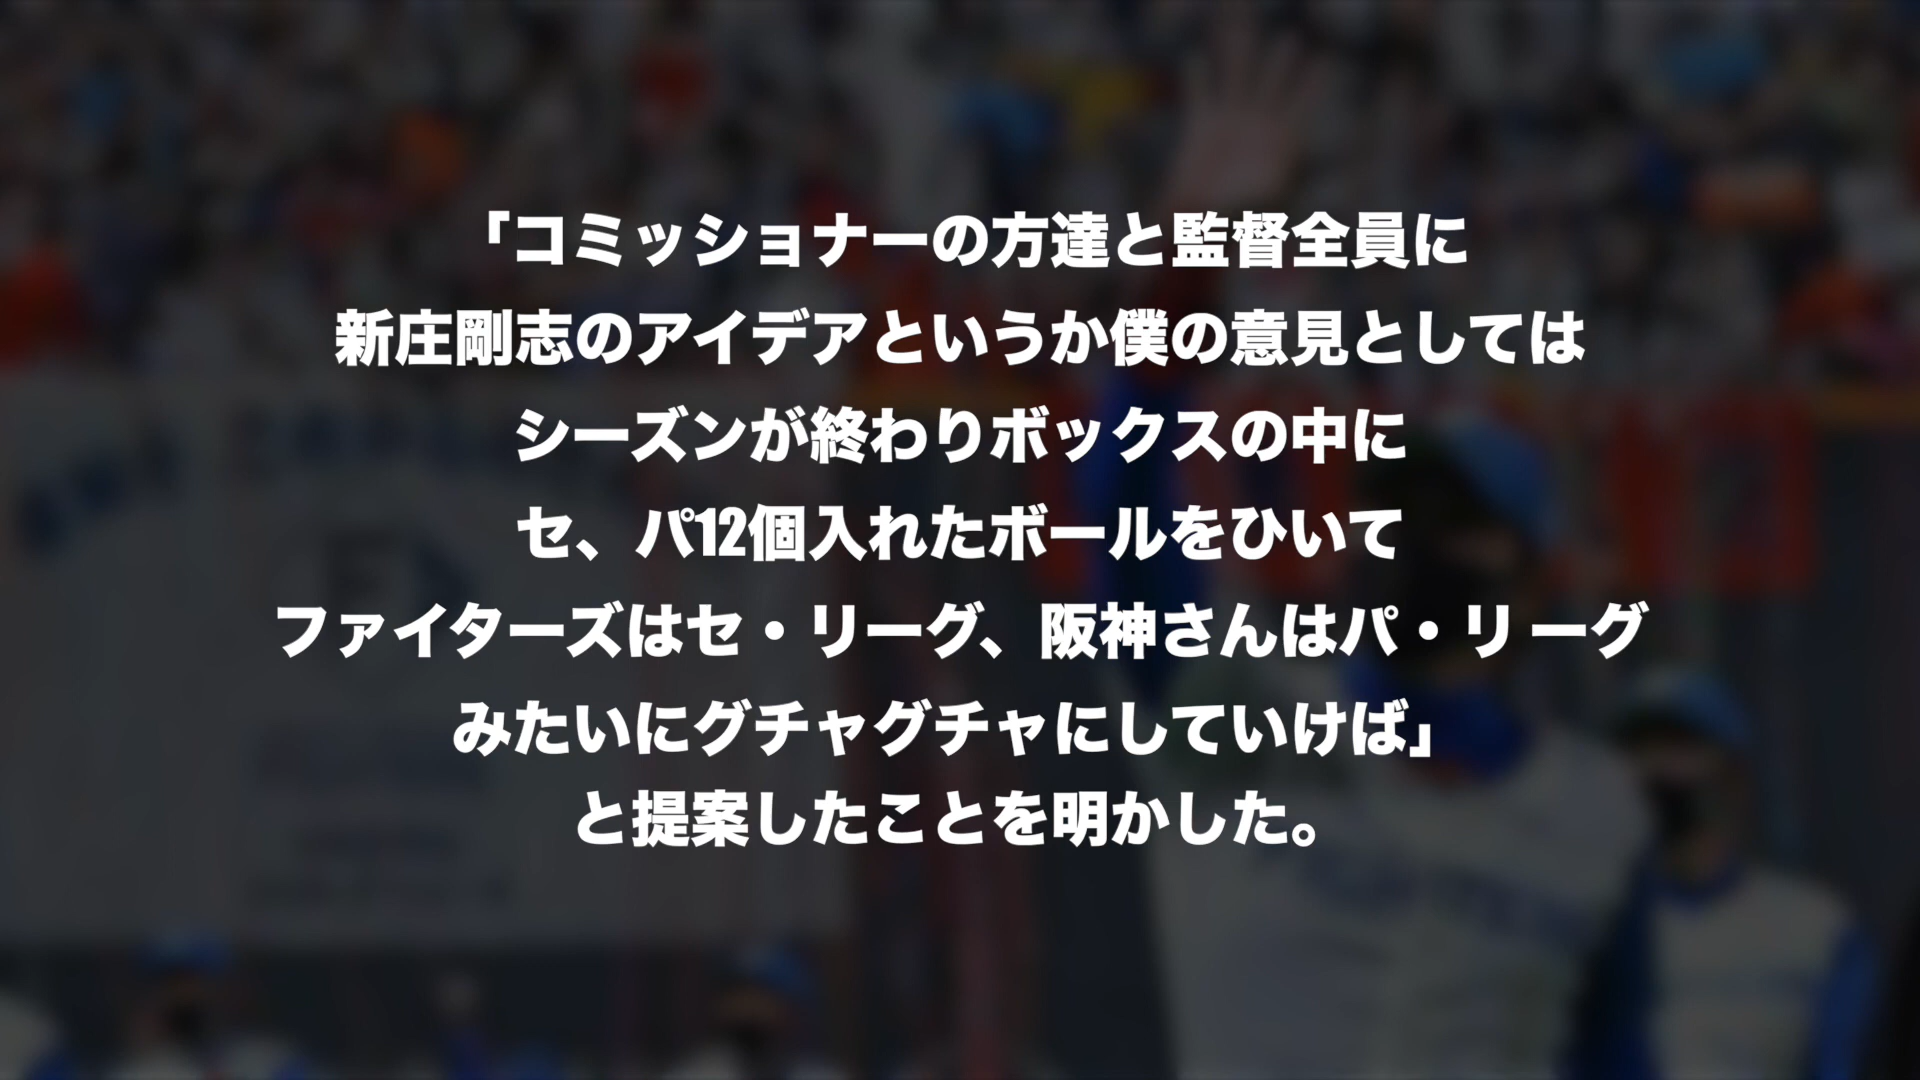 「コミッショナーの方達と監督全員に
新庄剛志のアイデアというか僕の意見としては
シーズンが終わりボックスの中に
セ、パ12個入れたボールをひいて
ファイターズはセ・リーグ、阪神さんはパ・リーグ
みたいにグチャグチャにしていけば」
と提案したことを明かした。